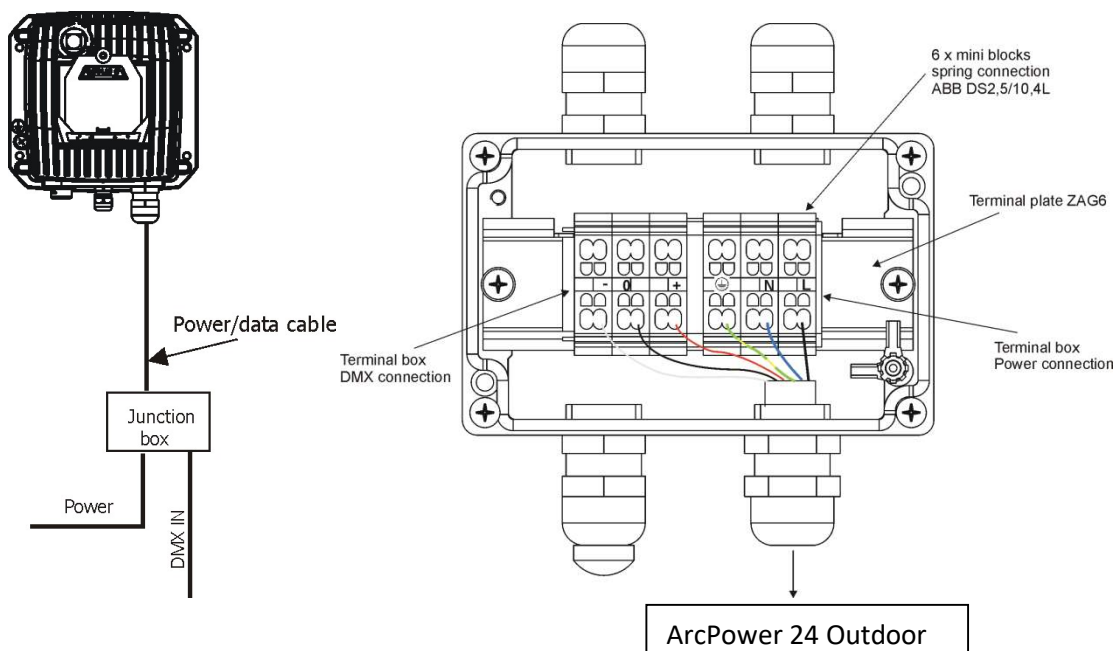 Power/data cable
Junction
box
Power
DMX IN
6 x mini blocks
spring connection
ABB DS2,5/10,4L
Terminal plate ZAG6
- 0 +
N L
Terminal box
DMX connection
Terminal box
Power connection
ArcPower 24 Outdoor